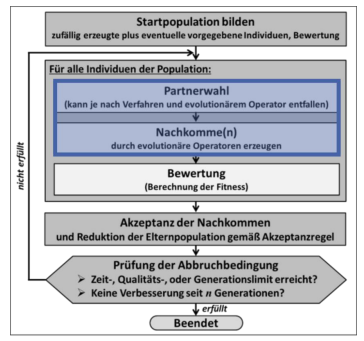 Startpopulation bilden
zufällig erzeugte plus eventuelle vorgegebene Individuen, Bewertung
Für alle Individuen der Population:
Partnerwahl
(kann je nach Verfahren und evolutionärem Operator entfallen)
Nachkomme(n)
durch evolutionäre Operatoren erzeugen
Bewertung
(Berechnung der Fitness)
nicht erfüllt
Akzeptanz der Nachkommen
und Reduktion der Elternpopulation gemäß Akzeptanzregel
Prüfung der Abbruchbedingung
➢ Zeit-, Qualitäts-, oder Generationslimit erreicht?
➢ Keine Verbesserung seit n Generationen?
erfüllt
Beendet